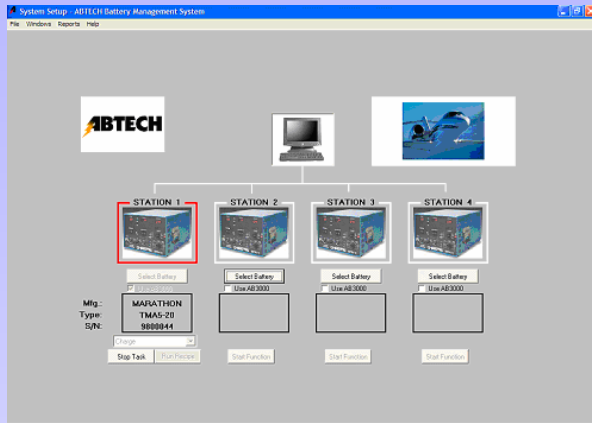 System Setup - ABTECH Battery Management System
File Windows Reports Help
ABTECH
STATION 1 STATION 2 STATION 3 STATION 4
Select Battery Select Battery Select Battery Select Battery
Use AB3000 Use AB3000 Use AB3000 Use AB3000
Mfg.: MARATHON
Type: TMA5-20
S/N: 9800044
Charge
Stop Task Run Recipe Start Function Start Function Start Function